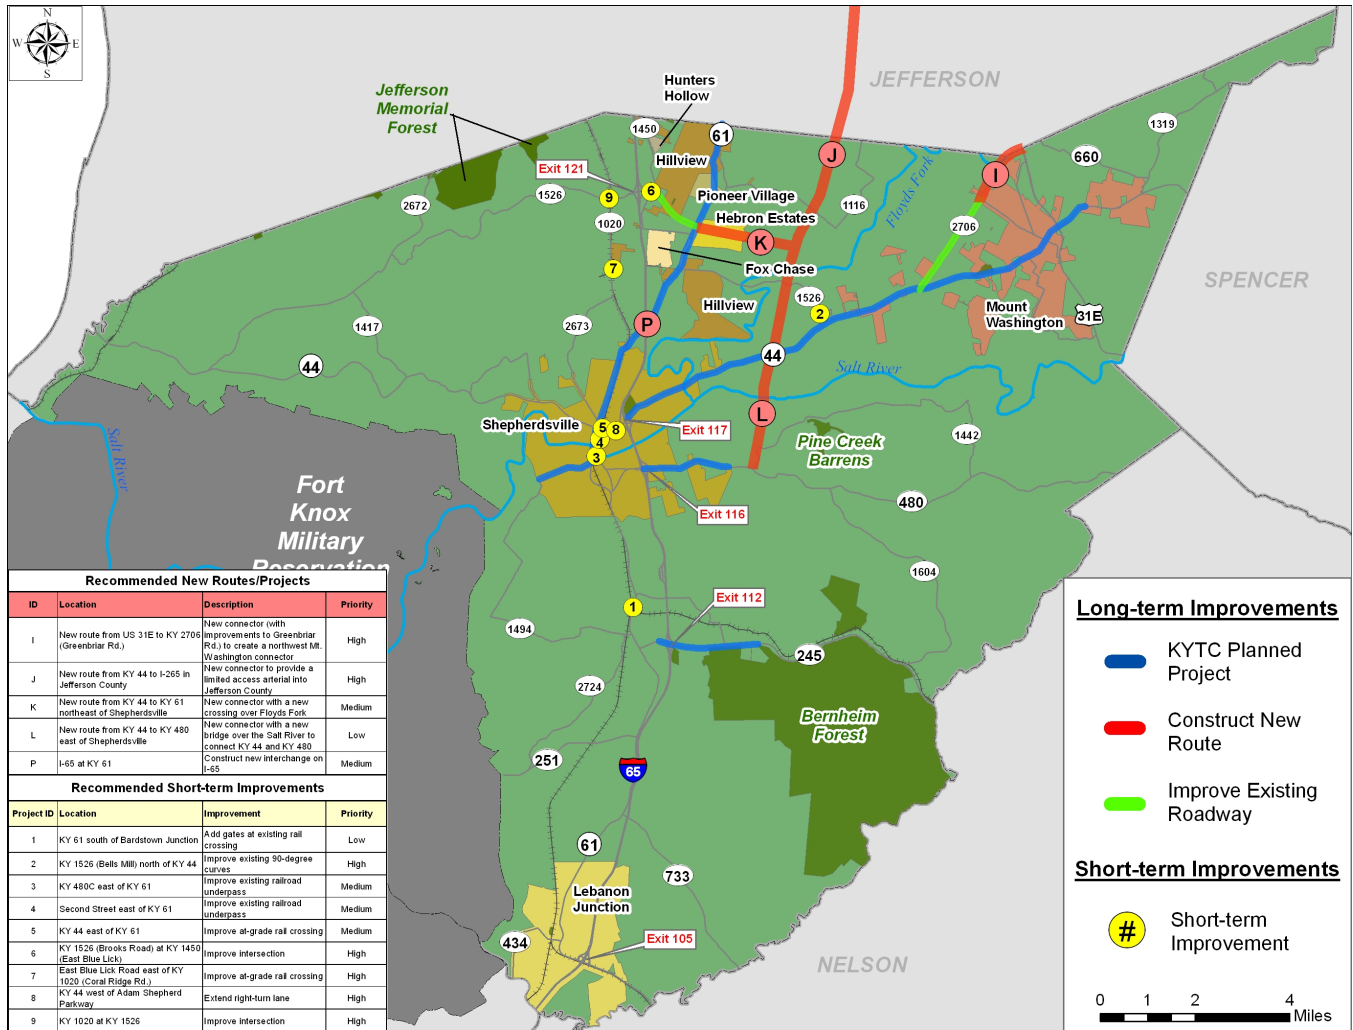 N
W E
S
JEFFERSON
Hunters
Hollow
Jefferson
Memorial
Forest
1319
1450
61
660
Hillview
Exit 121
J
I
Floyds Fork
6
Pioneer Village
9
1526
2672
1116
Hebron Estates
1020
2706
K
Fox Chase
7
SPENCER
1526
Hillview
2
Mount
Washington
31E
P
2673
1417
44
44
Salt River
L
Shepherdsville
5
8
4
3
Exit 117
1442
Pine Creek
Barrens
Salt River
480
Exit 116
Fort
Knox
Military
Reservation
1604
Exit 112
1
1494
245
2724
Bernheim
Forest
251
65
61
733
Lebanon
Junction
434
Exit 105
NELSON
Recommended New Routes/Projects
ID Location Description Priority
I New route from US 31E to KY 2706 (Greenbriar Rd.) New connector (with improvements to Greenbriar Rd.) to create a northwest Mt. Washington connector High
J New route from KY 44 to I-265 in Jefferson County New connector to provide a limited access arterial into Jefferson County High
K New route from KY 44 to KY 61 northeast of Shepherdsville New connector with a new crossing over Floyds Fork Medium
L New route from KY 44 to KY 480 east of Shepherdsville New connector with a new bridge over the Salt River to connect KY 44 and KY 480 Low
P I-65 at KY 61 Construct new interchange on I-65 Medium
Recommended Short-term Improvements
Project ID Location Improvement Priority
1 KY 61 south of Bardstown Junction Add gates at existing rail crossing Low
2 KY 1526 (Bells Mill) north of KY 44 Improve existing 90-degree curves High
3 KY 480C east of KY 61 Improve existing railroad underpass Medium
4 Second Street east of KY 61 Improve existing railroad underpass Medium
5 KY 44 east of KY 61 Improve at-grade rail crossing Medium
6 KY 1526 (Brooks Road) at KY 1450 (East Blue Lick) Improve intersection High
7 East Blue Lick Road east of KY 1020 (Coral Ridge Rd.) Improve at-grade rail crossing High
8 KY 44 west of Adam Shepherd Parkway Extend right-turn lane High
9 KY 1020 at KY 1526 Improve intersection High
Long-term Improvements
KYTC Planned
Project
Construct New
Route
Improve Existing
Roadway
Short-term Improvements
# Short-term
Improvement
0 1 2 4
Miles